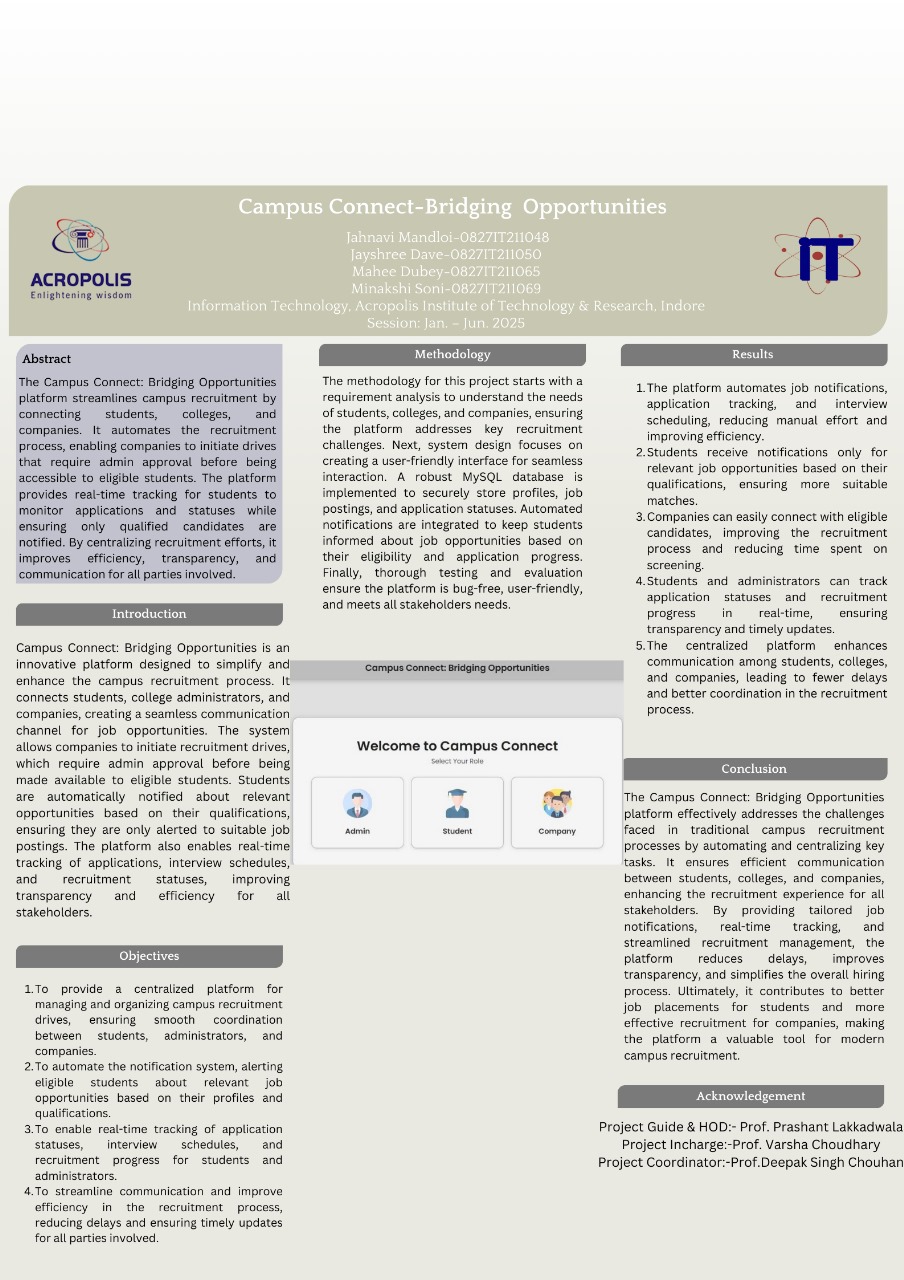 Campus Connect-Bridging Opportunities
Jahnavi Mandloi-0827IT211048
Jayshree Dave-0827IT211050
Mahee Dubey-0827IT211065
Minakshi Soni-0827IT211069
Information Technology, Acropolis Institute of Technology & Research, Indore
Session: Jan. – Jun. 2025
ACROPOLIS
Enlightening wisdom
IT
Abstract
The Campus Connect: Bridging Opportunities
platform streamlines campus recruitment by
connecting students, colleges, and
companies. It automates the recruitment
process, enabling companies to initiate drives
that require admin approval before being
accessible to eligible students. The platform
provides real-time tracking for students to
monitor applications and statuses while
ensuring only qualified candidates are
notified. By centralizing recruitment efforts, it
improves efficiency, transparency, and
communication for all parties involved.
Introduction
Campus Connect: Bridging Opportunities is an
innovative platform designed to simplify and
enhance the campus recruitment process. It
connects students, college administrators, and
companies, creating a seamless communication
channel for job opportunities. The system
allows companies to initiate recruitment drives,
which require admin approval before being
made available to eligible students. Students
are automatically notified about relevant
opportunities based on their qualifications,
ensuring they are only alerted to suitable job
postings. The platform also enables real-time
tracking of applications, interview schedules,
and recruitment statuses, improving
transparency and efficiency for all
stakeholders.
Objectives
1.To provide a centralized platform for
managing and organizing campus recruitment
drives, ensuring smooth coordination
between students, administrators, and
companies.
2.To automate the notification system, alerting
eligible students about relevant job
opportunities based on their profiles and
qualifications.
3.To enable real-time tracking of application
statuses, interview schedules, and
recruitment progress for students and
administrators.
4.To streamline communication and improve
efficiency in the recruitment process,
reducing delays and ensuring timely updates
for all parties involved.
Methodology
The methodology for this project starts with a
requirement analysis to understand the needs
of students, colleges, and companies, ensuring
the platform addresses key recruitment
challenges. Next, system design focuses on
creating a user-friendly interface for seamless
interaction. A robust MySQL database is
implemented to securely store profiles, job
postings, and application statuses. Automated
notifications are integrated to keep students
informed about job opportunities based on
their eligibility and application progress.
Finally, thorough testing and evaluation
ensure the platform is bug-free, user-friendly,
and meets all stakeholders needs.
Campus Connect: Bridging Opportunities
Welcome to Campus Connect
Select Your Role
Admin
Student
Company
Results
1.The platform automates job notifications,
application tracking, and interview
scheduling, reducing manual effort and
improving efficiency.
2.Students receive notifications only for
relevant job opportunities based on their
qualifications, ensuring more suitable
matches.
3.Companies can easily connect with eligible
candidates, improving the recruitment
process and reducing time spent on
screening.
4.Students and administrators can track
application statuses and recruitment
progress in real-time, ensuring
transparency and timely updates.
5.The centralized platform enhances
communication among students, colleges,
and companies, leading to fewer delays
and better coordination in the recruitment
process.
Conclusion
The Campus Connect: Bridging Opportunities
platform effectively addresses the challenges
faced in traditional campus recruitment
processes by automating and centralizing key
tasks. It ensures efficient communication
between students, colleges, and companies,
enhancing the recruitment experience for all
stakeholders. By providing tailored job
notifications, real-time tracking, and
streamlined recruitment management, the
platform reduces delays, improves
transparency, and simplifies the overall hiring
process. Ultimately, it contributes to better
job placements for students and more
effective recruitment for companies, making
the platform a valuable tool for modern
campus recruitment.
Acknowledgement
Project Guide & HOD:- Prof. Prashant Lakkadwala
Project Incharge:-Prof. Varsha Choudhary
Project Coordinator:-Prof.Deepak Singh Chouhan